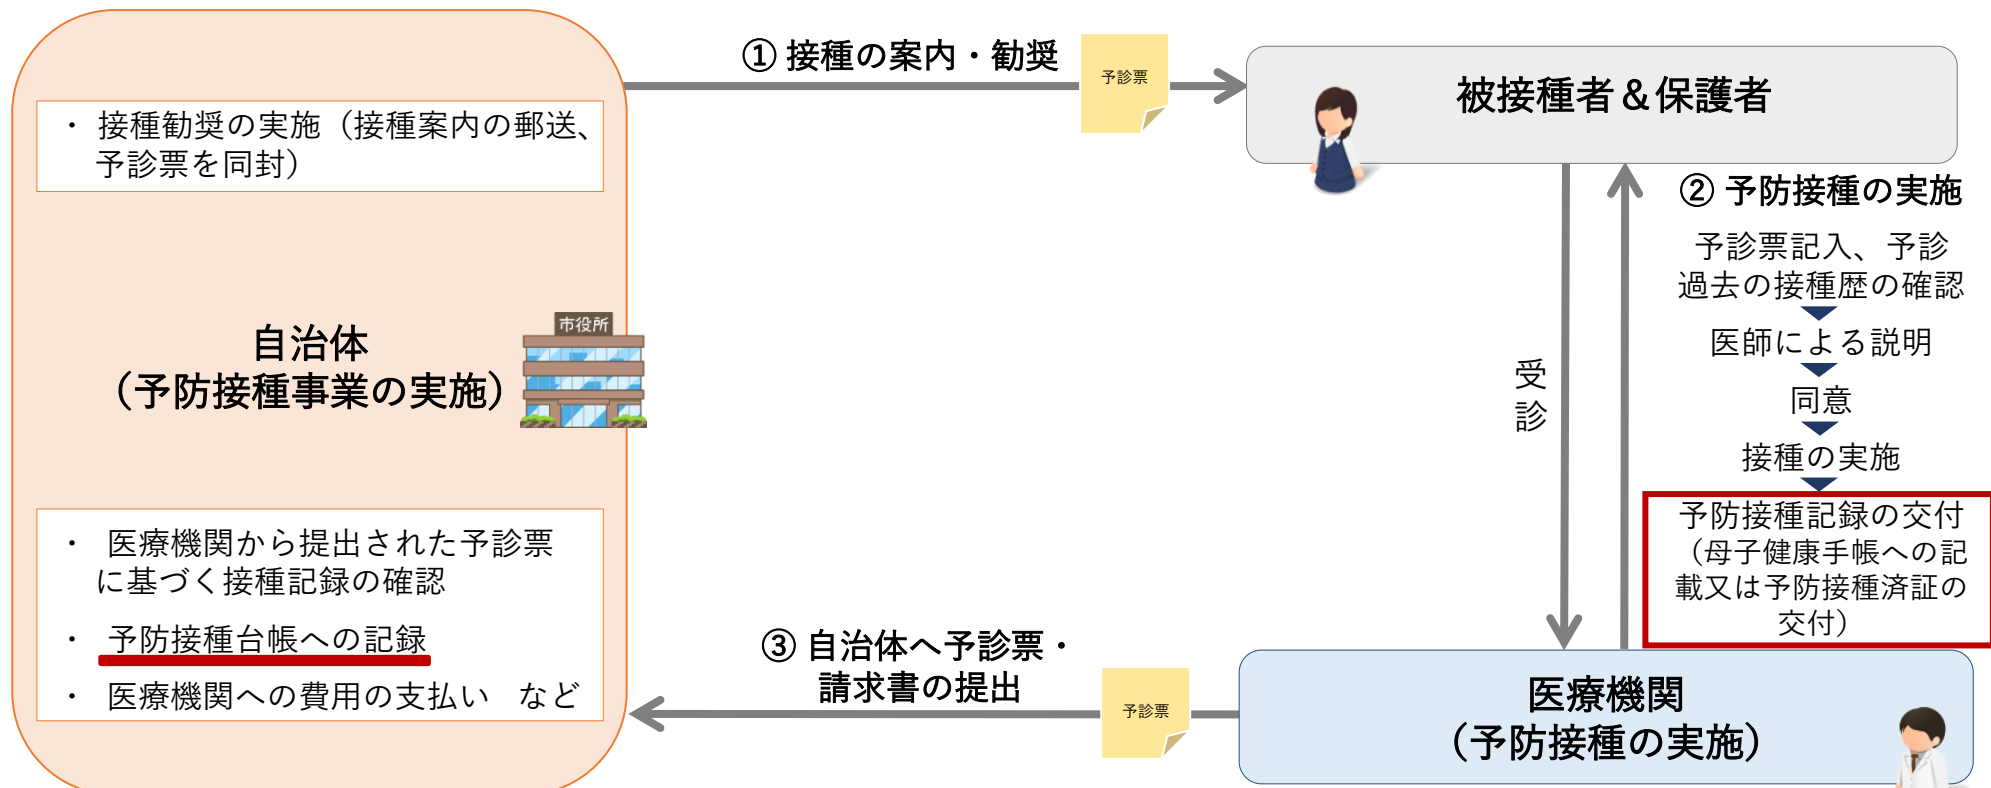 ① 接種の案内・勧奨
予診票
被接種者＆保護者
・ 接種勧奨の実施（接種案内の郵送、
予診票を同封）
市役所
自治体
（予防接種事業の実施）
・ 医療機関から提出された予診票
に基づく接種記録の確認
・ 予防接種台帳への記録
・ 医療機関への費用の支払い　など
受
診
② 予防接種の実施
予診票記入、予診
過去の接種歴の確認
医師による説明
同意
接種の実施
予防接種記録の交付
（母子健康手帳への記
載又は予防接種済証の
交付）
③ 自治体へ予診票・
請求書の提出
予診票
医療機関
（予防接種の実施）